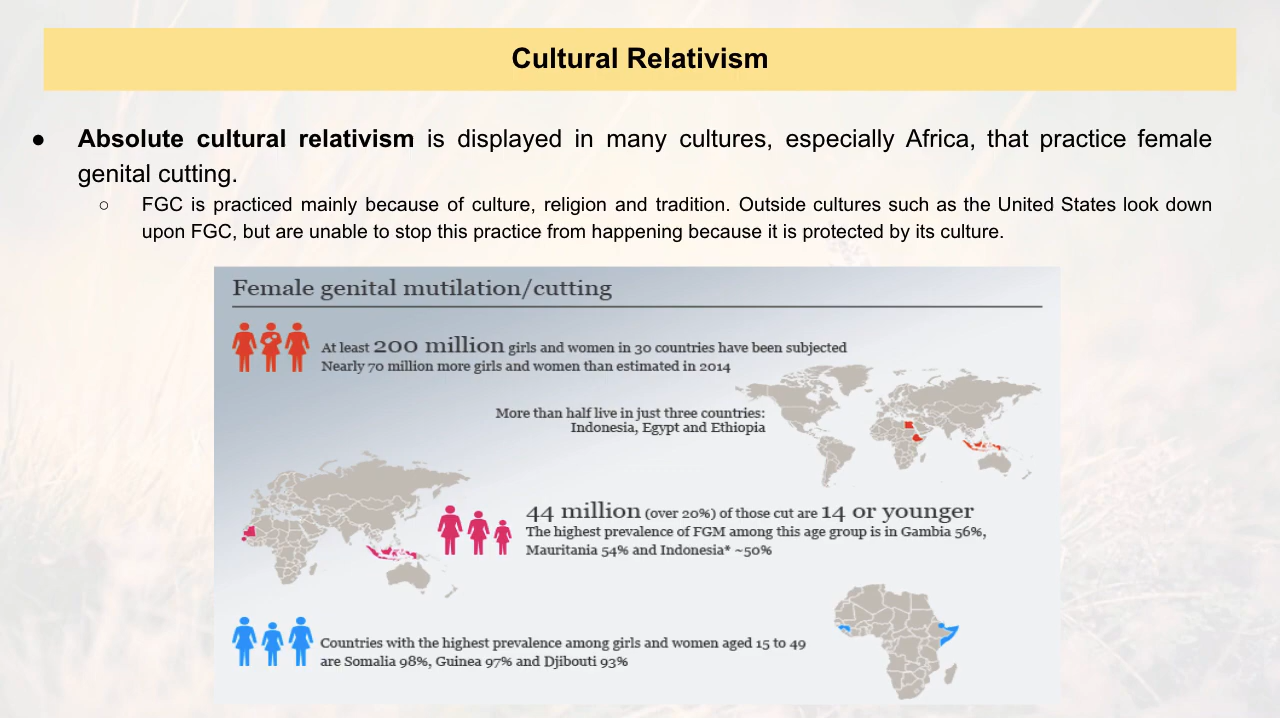 Cultural Relativism
● Absolute cultural relativism is displayed in many cultures, especially Africa, that practice female
genital cutting.
○ FGC is practiced mainly because of culture, religion and tradition. Outside cultures such as the United States look down
upon FGC, but are unable to stop this practice from happening because it is protected by its culture.
Female genital mutilation/cutting
At least 200 million girls and women in 30 countries have been subjected
Nearly 70 million more girls and women than estimated in 2014
More than half live in just three countries:
Indonesia, Egypt and Ethiopia
44 million (over 20%) of those cut are 14 or younger
The highest prevalence of FGM among this age group is in Gambia 56%,
Mauritania 54% and Indonesia* ~50%
Countries with the highest prevalence among girls and women aged 15 to 49
are Somalia 98%, Guinea 97% and Djibouti 93%